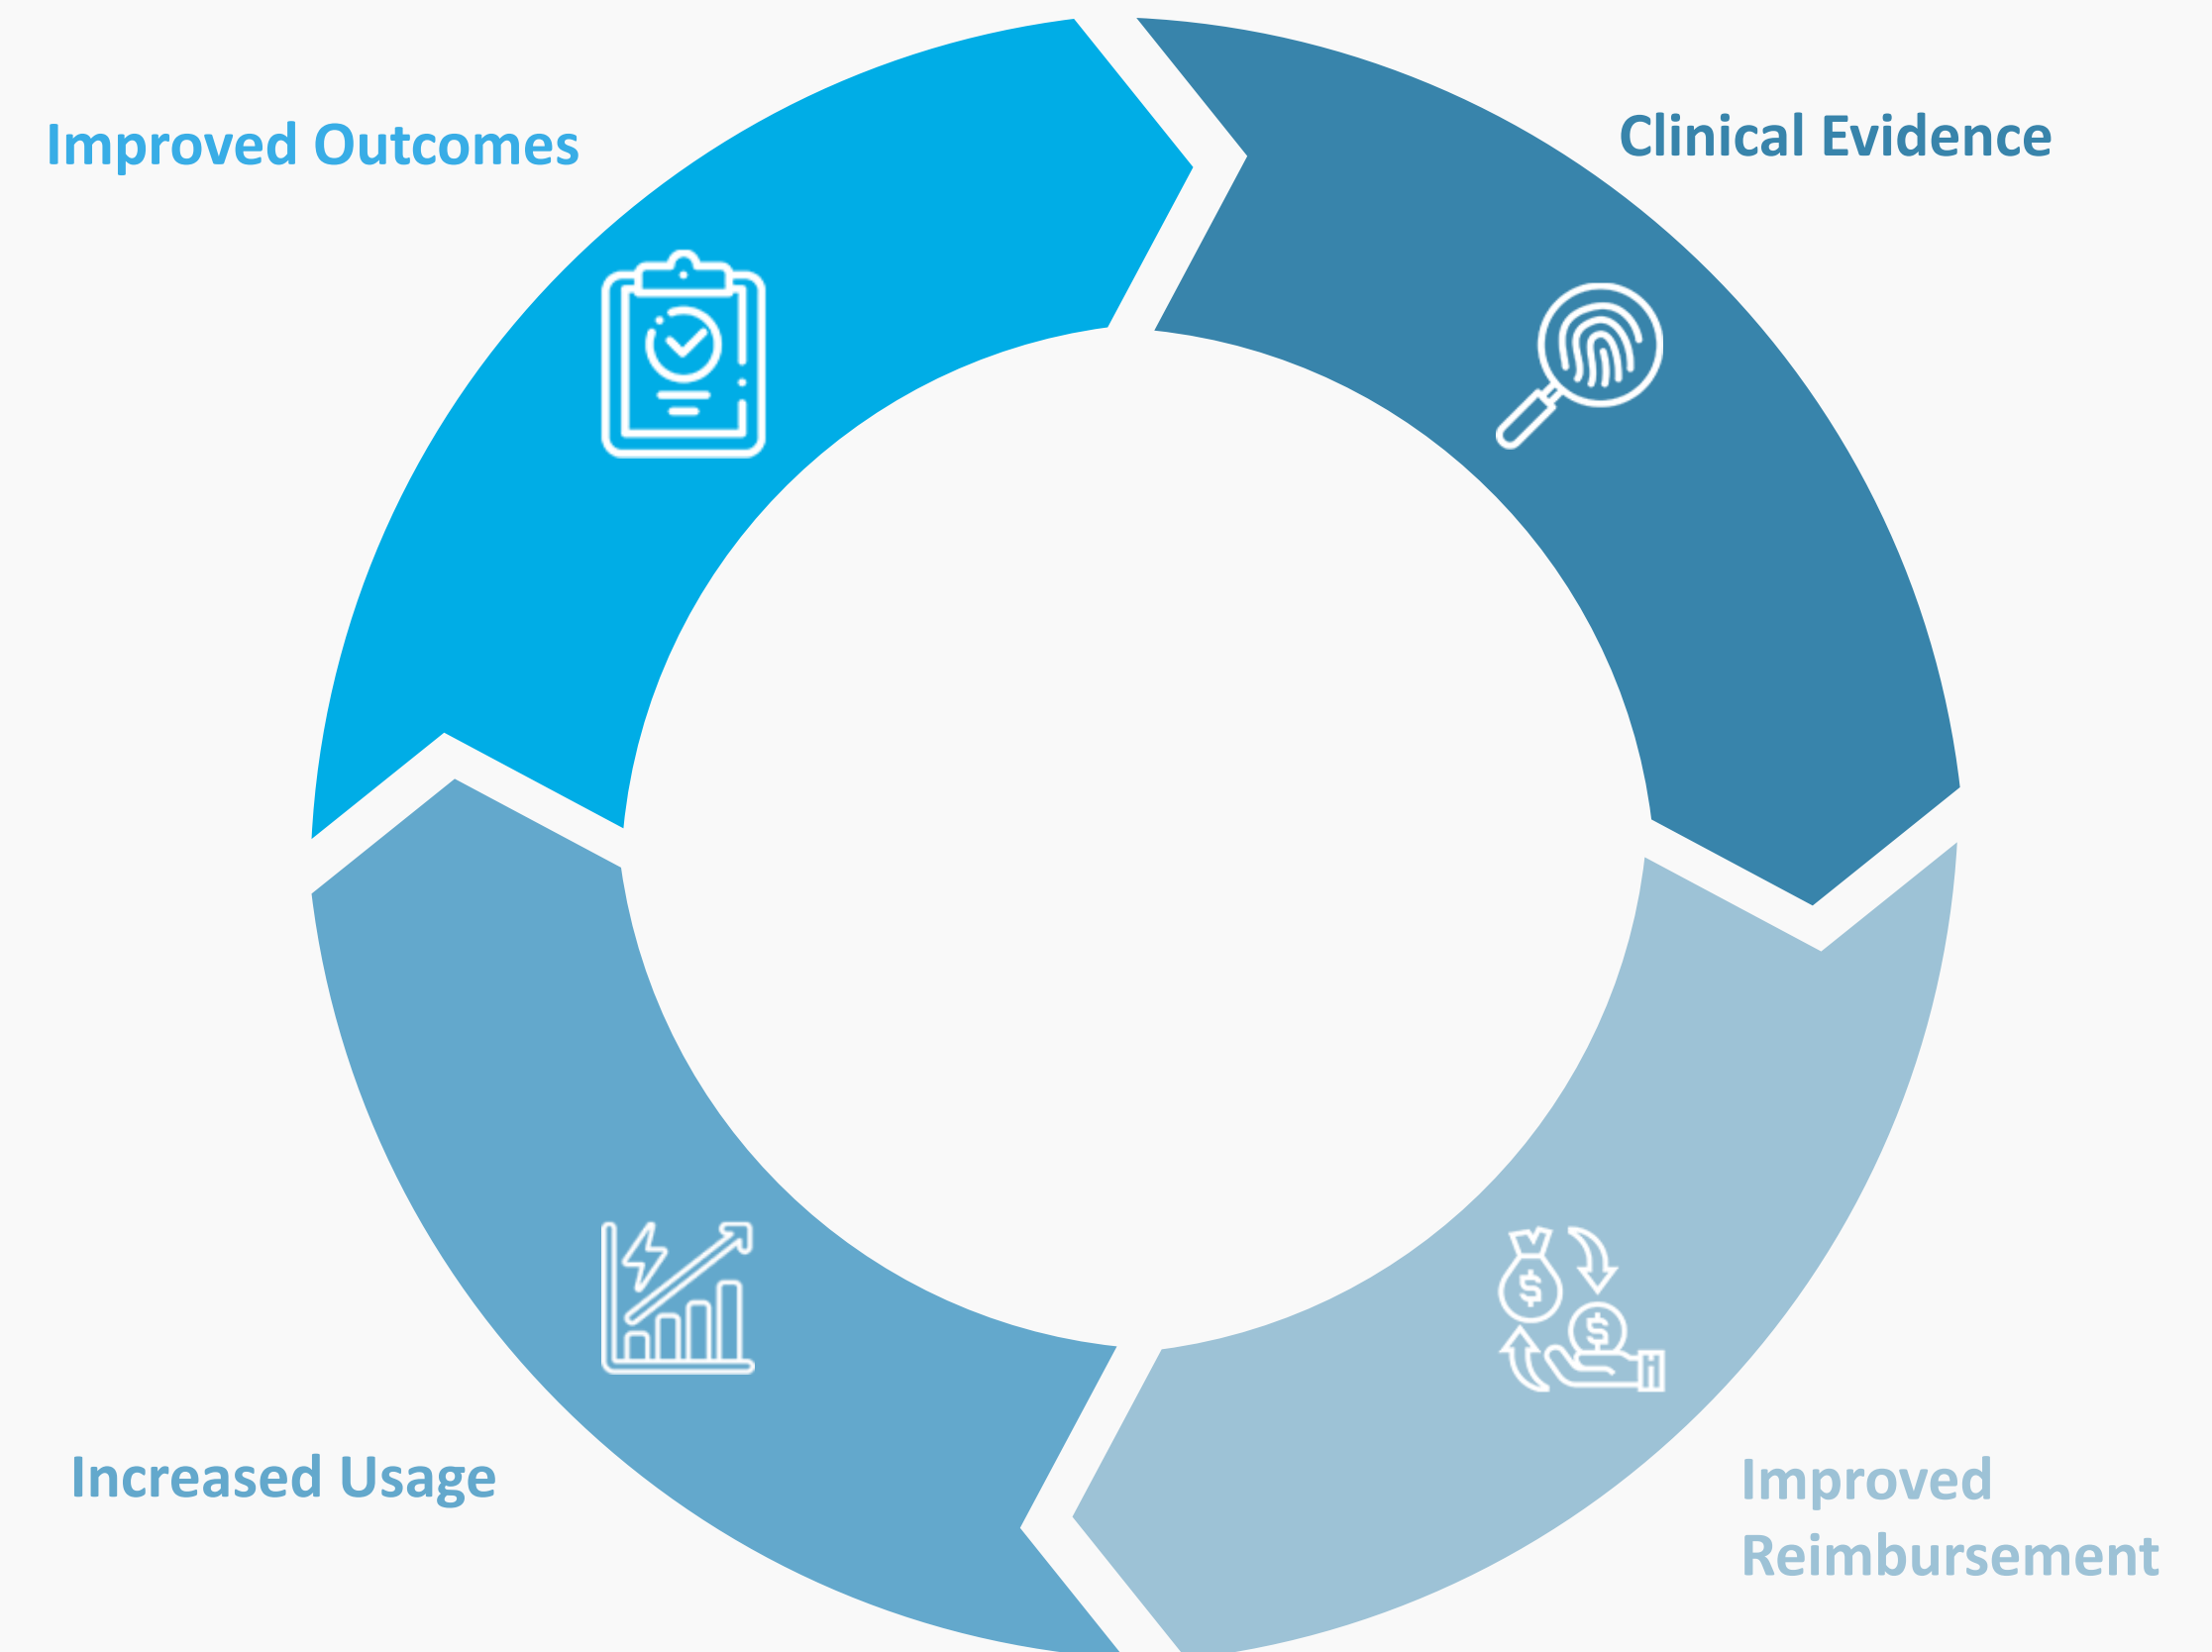 Improved Outcomes
Clinical Evidence
Increased Usage
Improved
Reimbursement
$
$